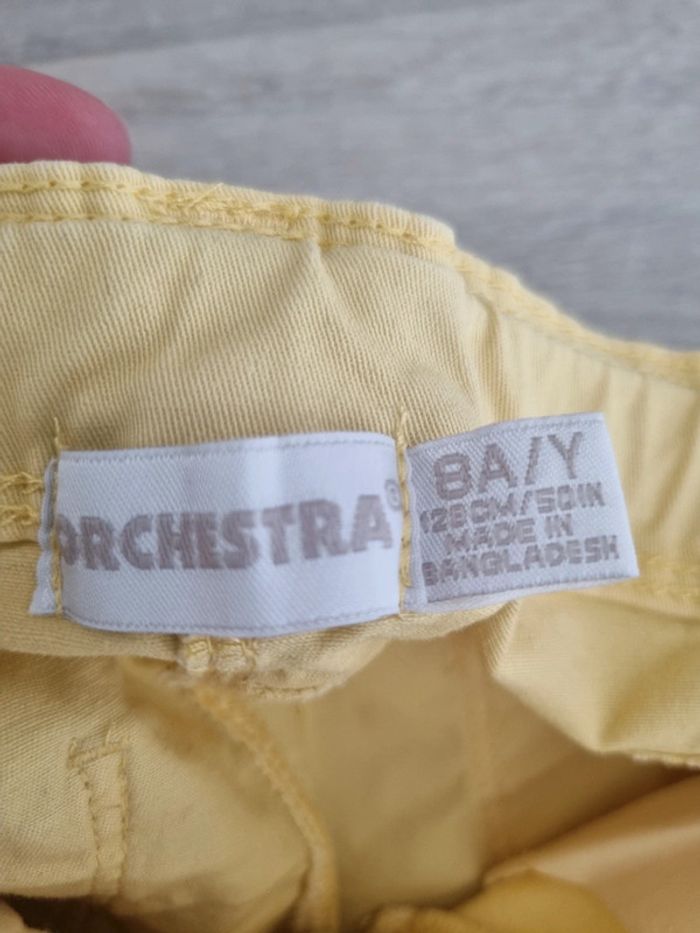 ORCHESTRA®
8A/Y
128CM/50IN
MADE IN
BANGLADESH